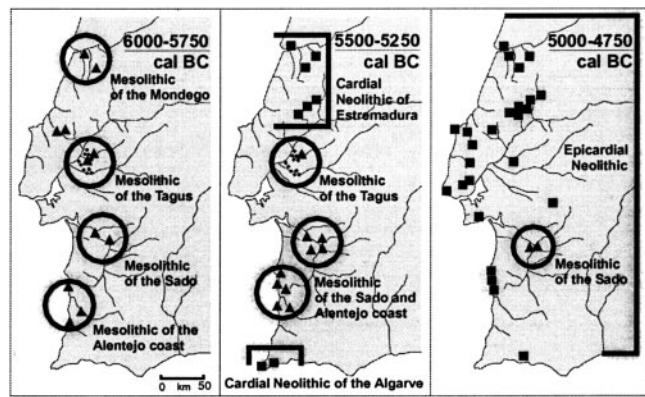 6000-5750
cal BC
Mesolithic
of the Mondego
Mesolithic
of the Tagus
Mesolithic
of the Sado
Mesolithic of the
Alentejo coast
0 km 50
5500-5250
cal BC
Cardial
Neolithic of
Estremadura
Mesolithic
of the Tagus
Mesolithic
of the Sado and
Alentejo coast
Cardial Neolithic of the Algarve
5000-4750
cal BC
Epicardial
Neolithic
Mesolithic
of the Sado